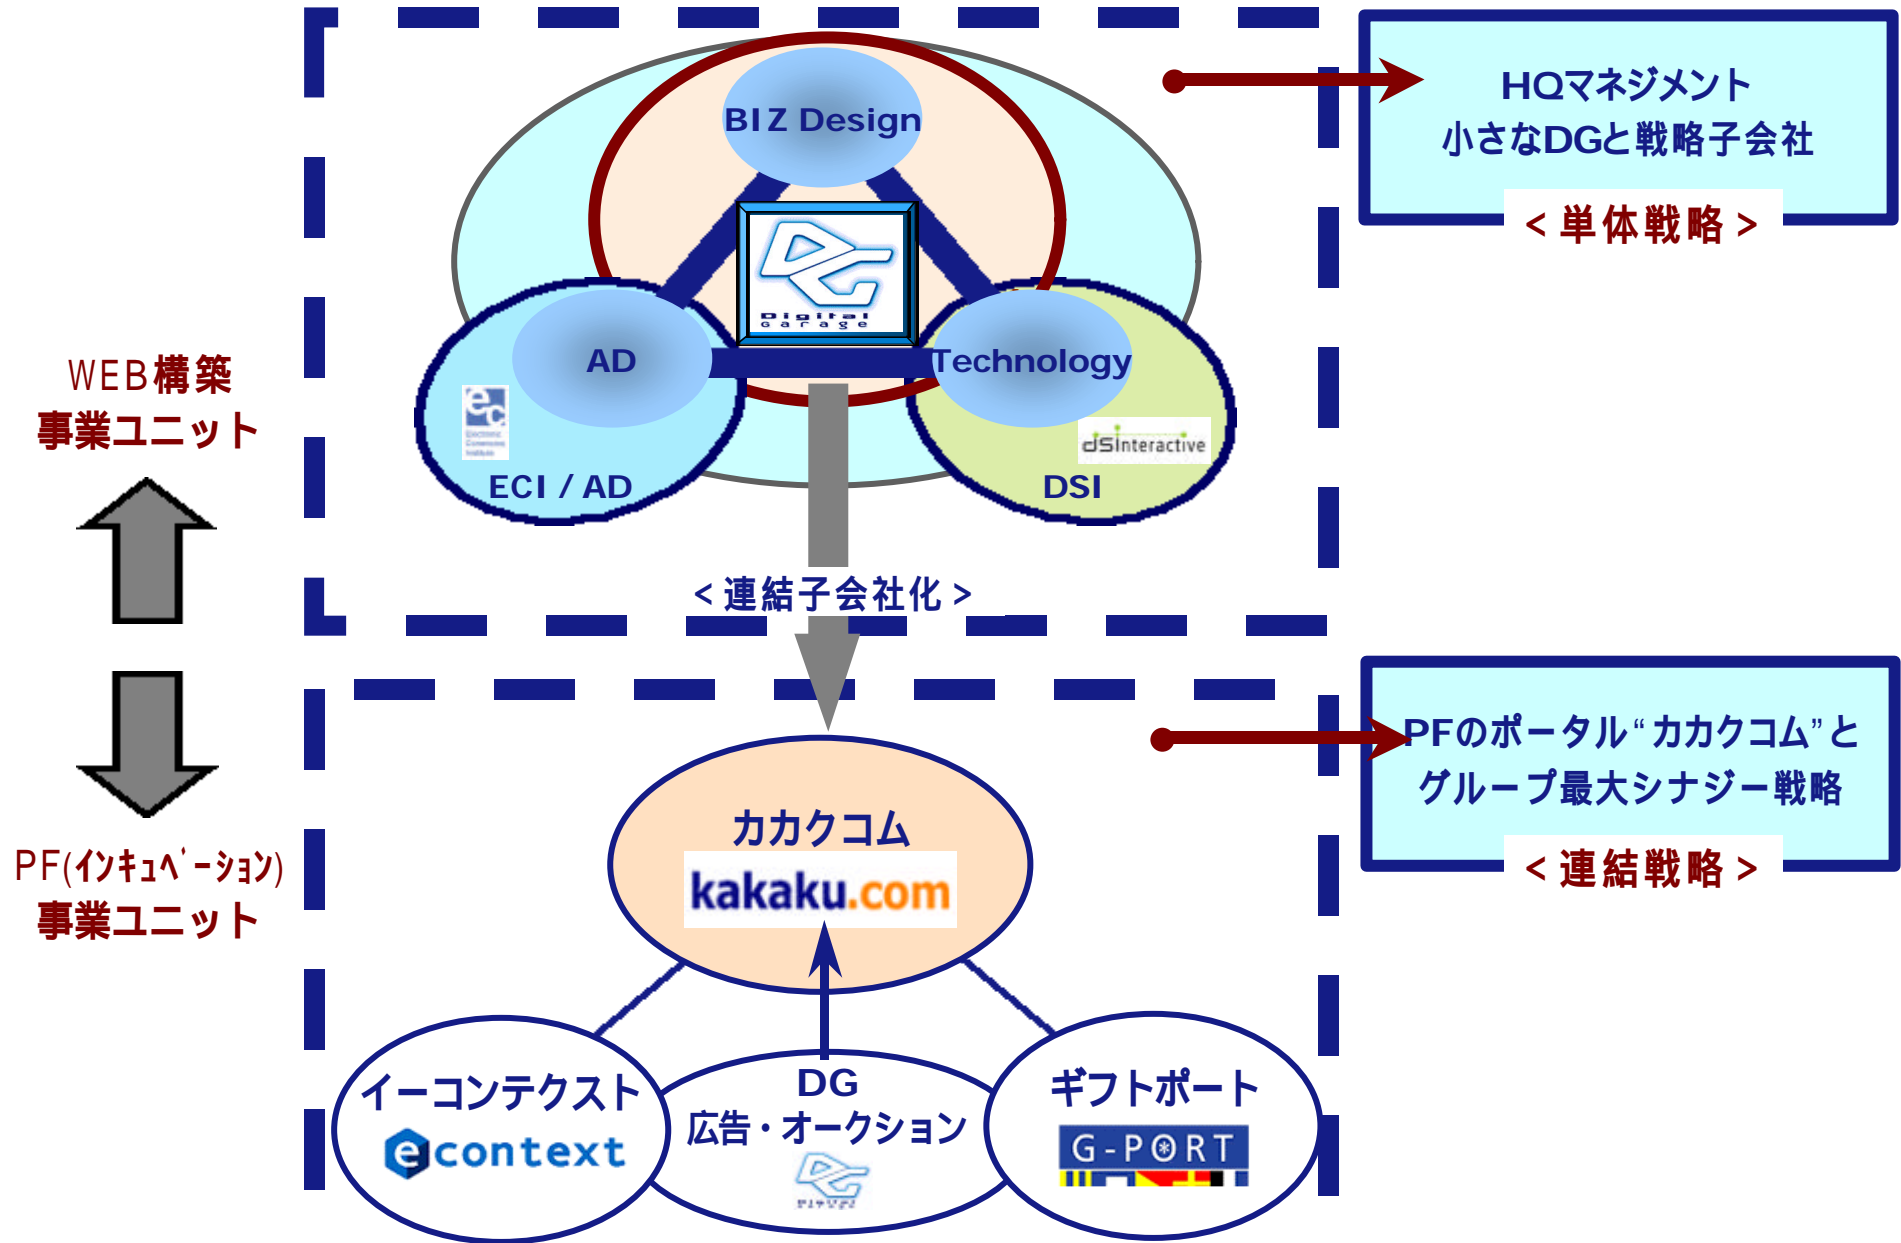 BIZ Design
Digital
Garage
AD
Technology
ec
Electronic
Commerce
Institute
dSinteractive
ECI / AD
DSI
HQマネジメント
小さなDGと戦略子会社
＜単体戦略＞
WEB構築
事業ユニット
＜連結子会社化＞
PF(ｲﾝｷｭﾍﾞｰｼｮﾝ)
事業ユニット
PFのポータル“カカクコム”と
グループ最大シナジー戦略
＜連結戦略＞
カカクコム
kakaku.com
イーコンテクスト
econtext
DG
広告・オークション
ギフトポート
G-PORT